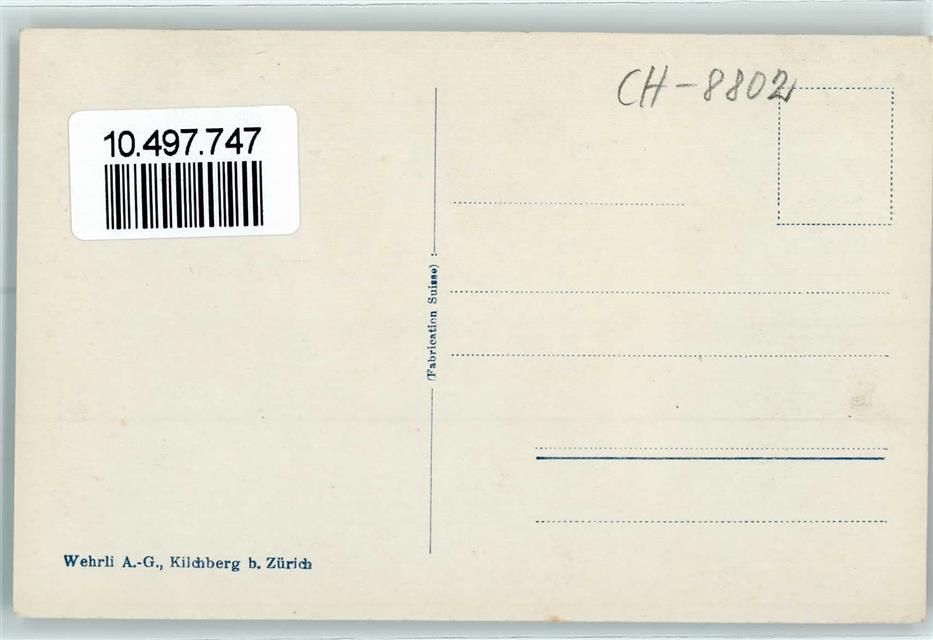 10.497.747
CH-8802
(Fabrication Suisse)
Wehrli A.-G., Kilchberg b. Zürich